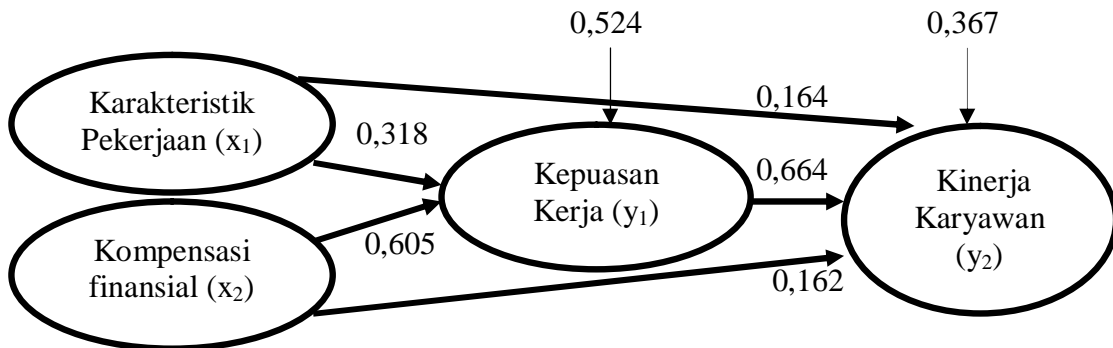 0,524
0,367
Karakteristik
Pekerjaan (x₁)
0,164
0,318
Kepuasan
Kerja (y₁)
0,664
Kinerja
Karyawan
(y₂)
Kompensasi
finansial (x₂)
0,605
0,162